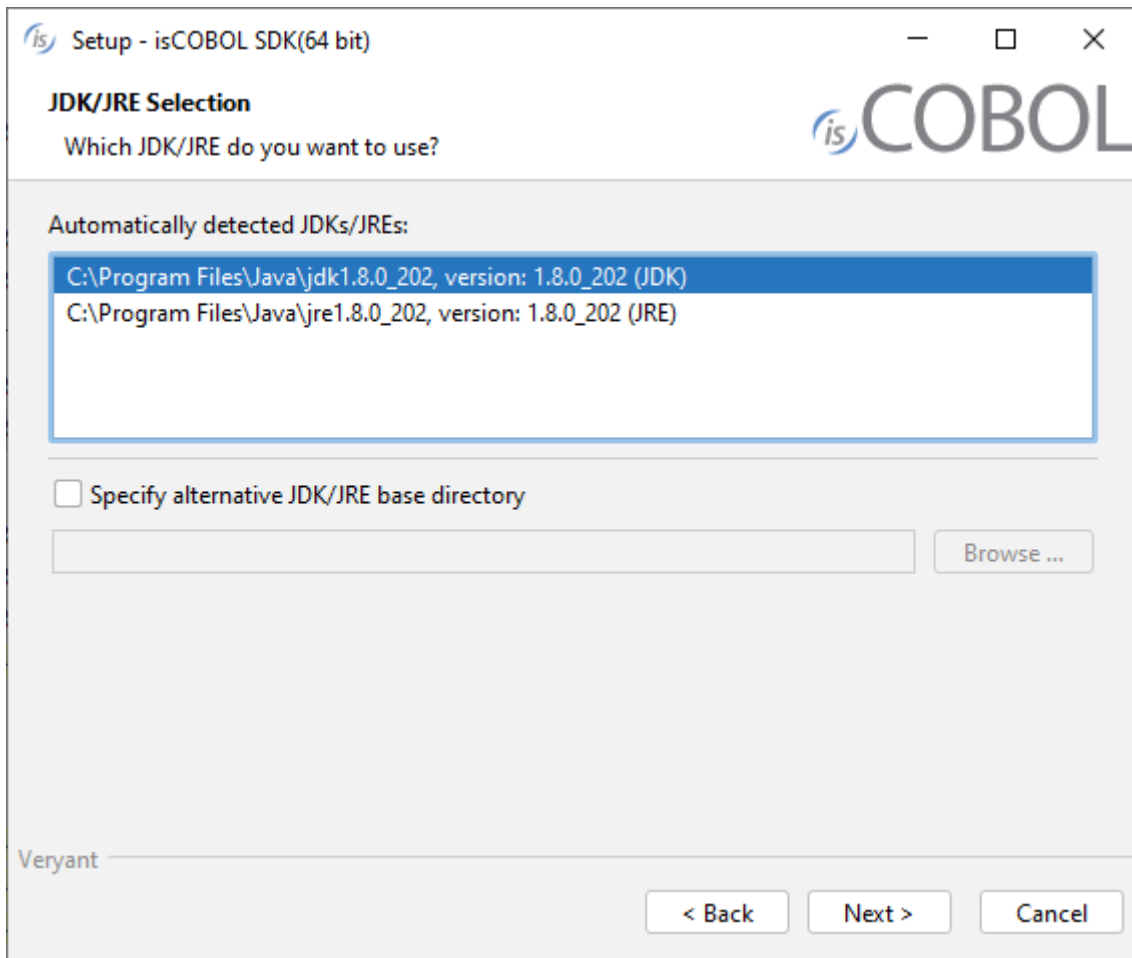 is Setup - isCOBOL SDK(64 bit)
JDK/JRE Selection
Which JDK/JRE do you want to use?
isCOBOL
Automatically detected JDKs/JREs:
C:\Program Files\Java\jdk1.8.0_202, version: 1.8.0_202 (JDK)
C:\Program Files\Java\jre1.8.0_202, version: 1.8.0_202 (JRE)
Specify alternative JDK/JRE base directory
Browse ...
Veryant
< Back Next > Cancel